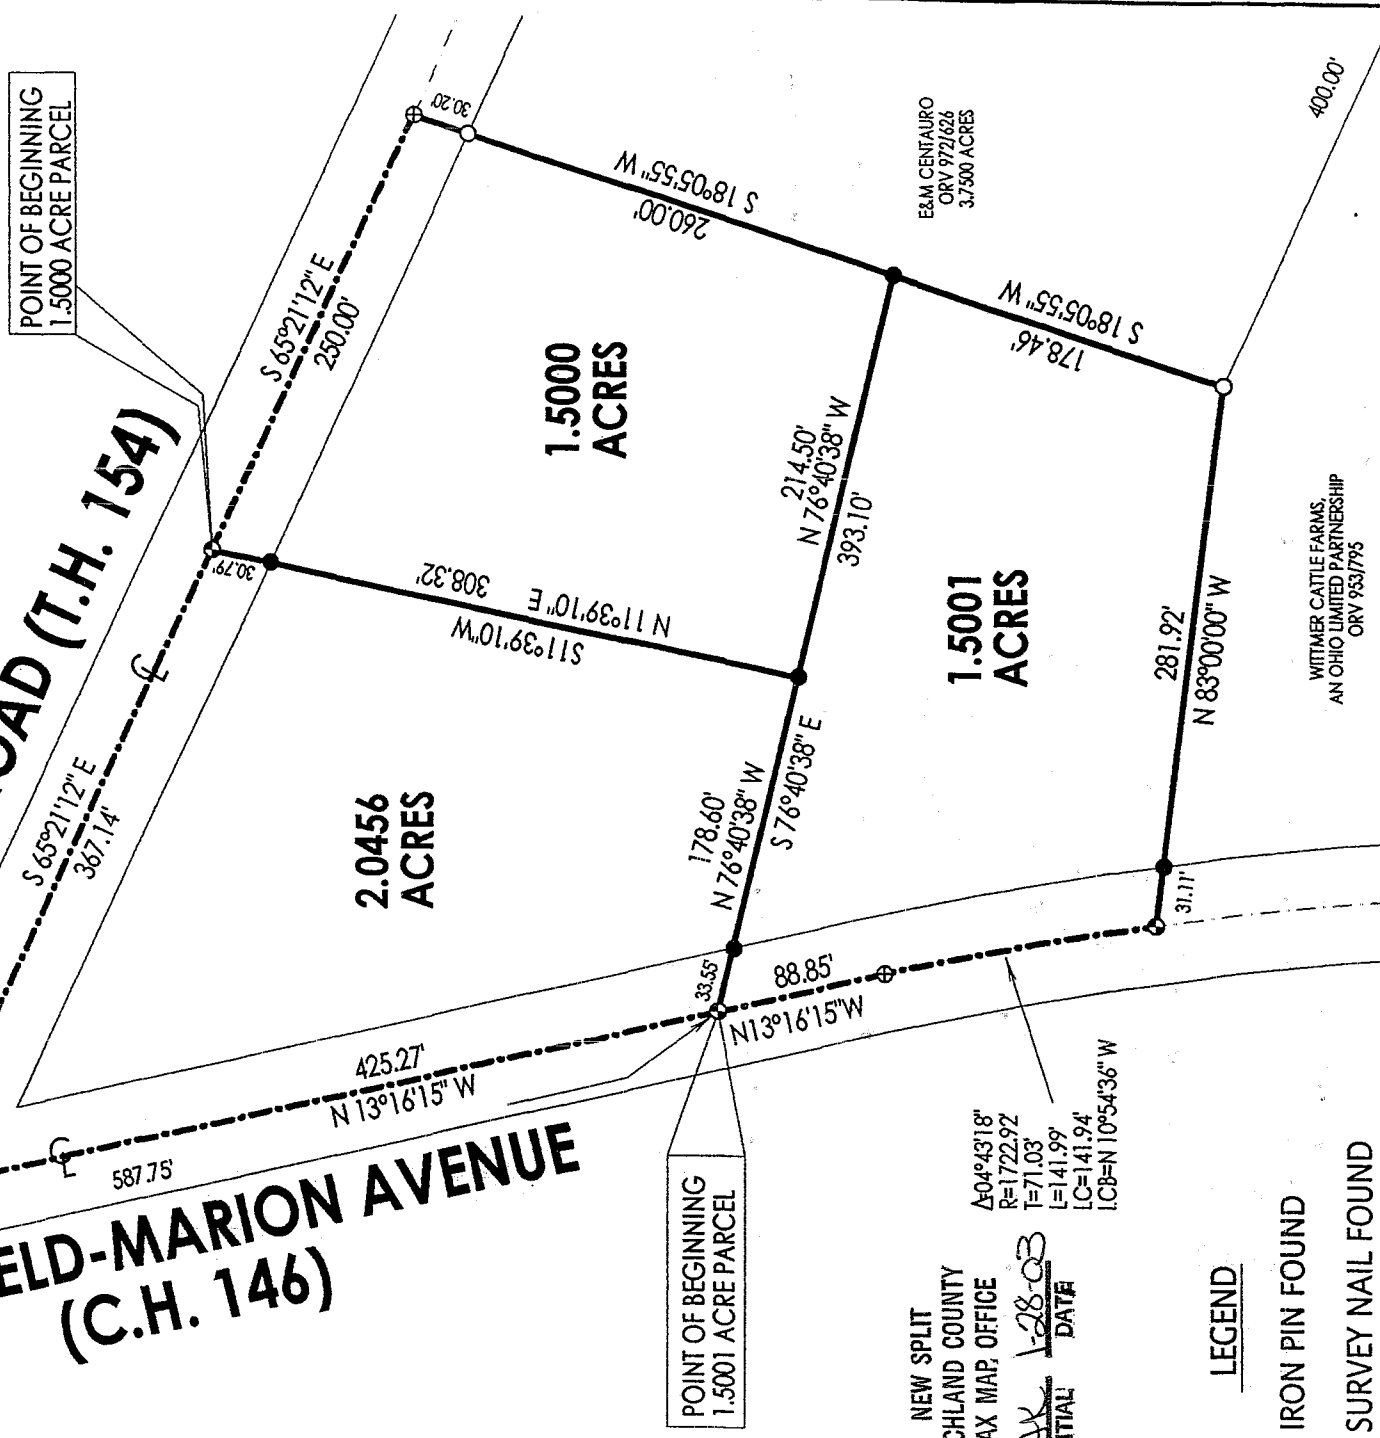 POINT OF BEGINNING
1.5000 ACRE PARCEL
OAD (T.H. 154)
S 65°21'12" E
250.00'
30.20'
30.79'
S 65°21'12" E
367.14'
S 18°05'55" W
260.00'
E&M CENTAURO
ORV 972/626
3.7500 ACRES
400.00'
1.5000
ACRES
308.32'
N 11°39'10" E
S11°39'10"W
S 18°05'55" W
178.46'
214.50'
N 76°40'38" W
393.10'
2.0456
ACRES
1.5001
ACRES
178.60'
N 76°40'38" W
S 76°40'38" E
281.92'
N 83°00'00" W
WITTMER CATTLE FARMS,
AN OHIO LIMITED PARTNERSHIP
ORV 953/795
33.55'
31.11'
88.85'
N13°16'15"W
425.27'
N 13°16'15" W
587.75'
ELD-MARION AVENUE
(C.H. 146)
POINT OF BEGINNING
1.5001 ACRE PARCEL
Δ=04°43'18"
R=1722.92'
T=71.03'
L=141.99'
LC=141.94'
LCB=N 10°54'36" W
NEW SPLIT
CHLAND COUNTY
AX MAP OFFICE
1-28-03
ITIAL DATE
LEGEND
IRON PIN FOUND
SURVEY NAIL FOUND